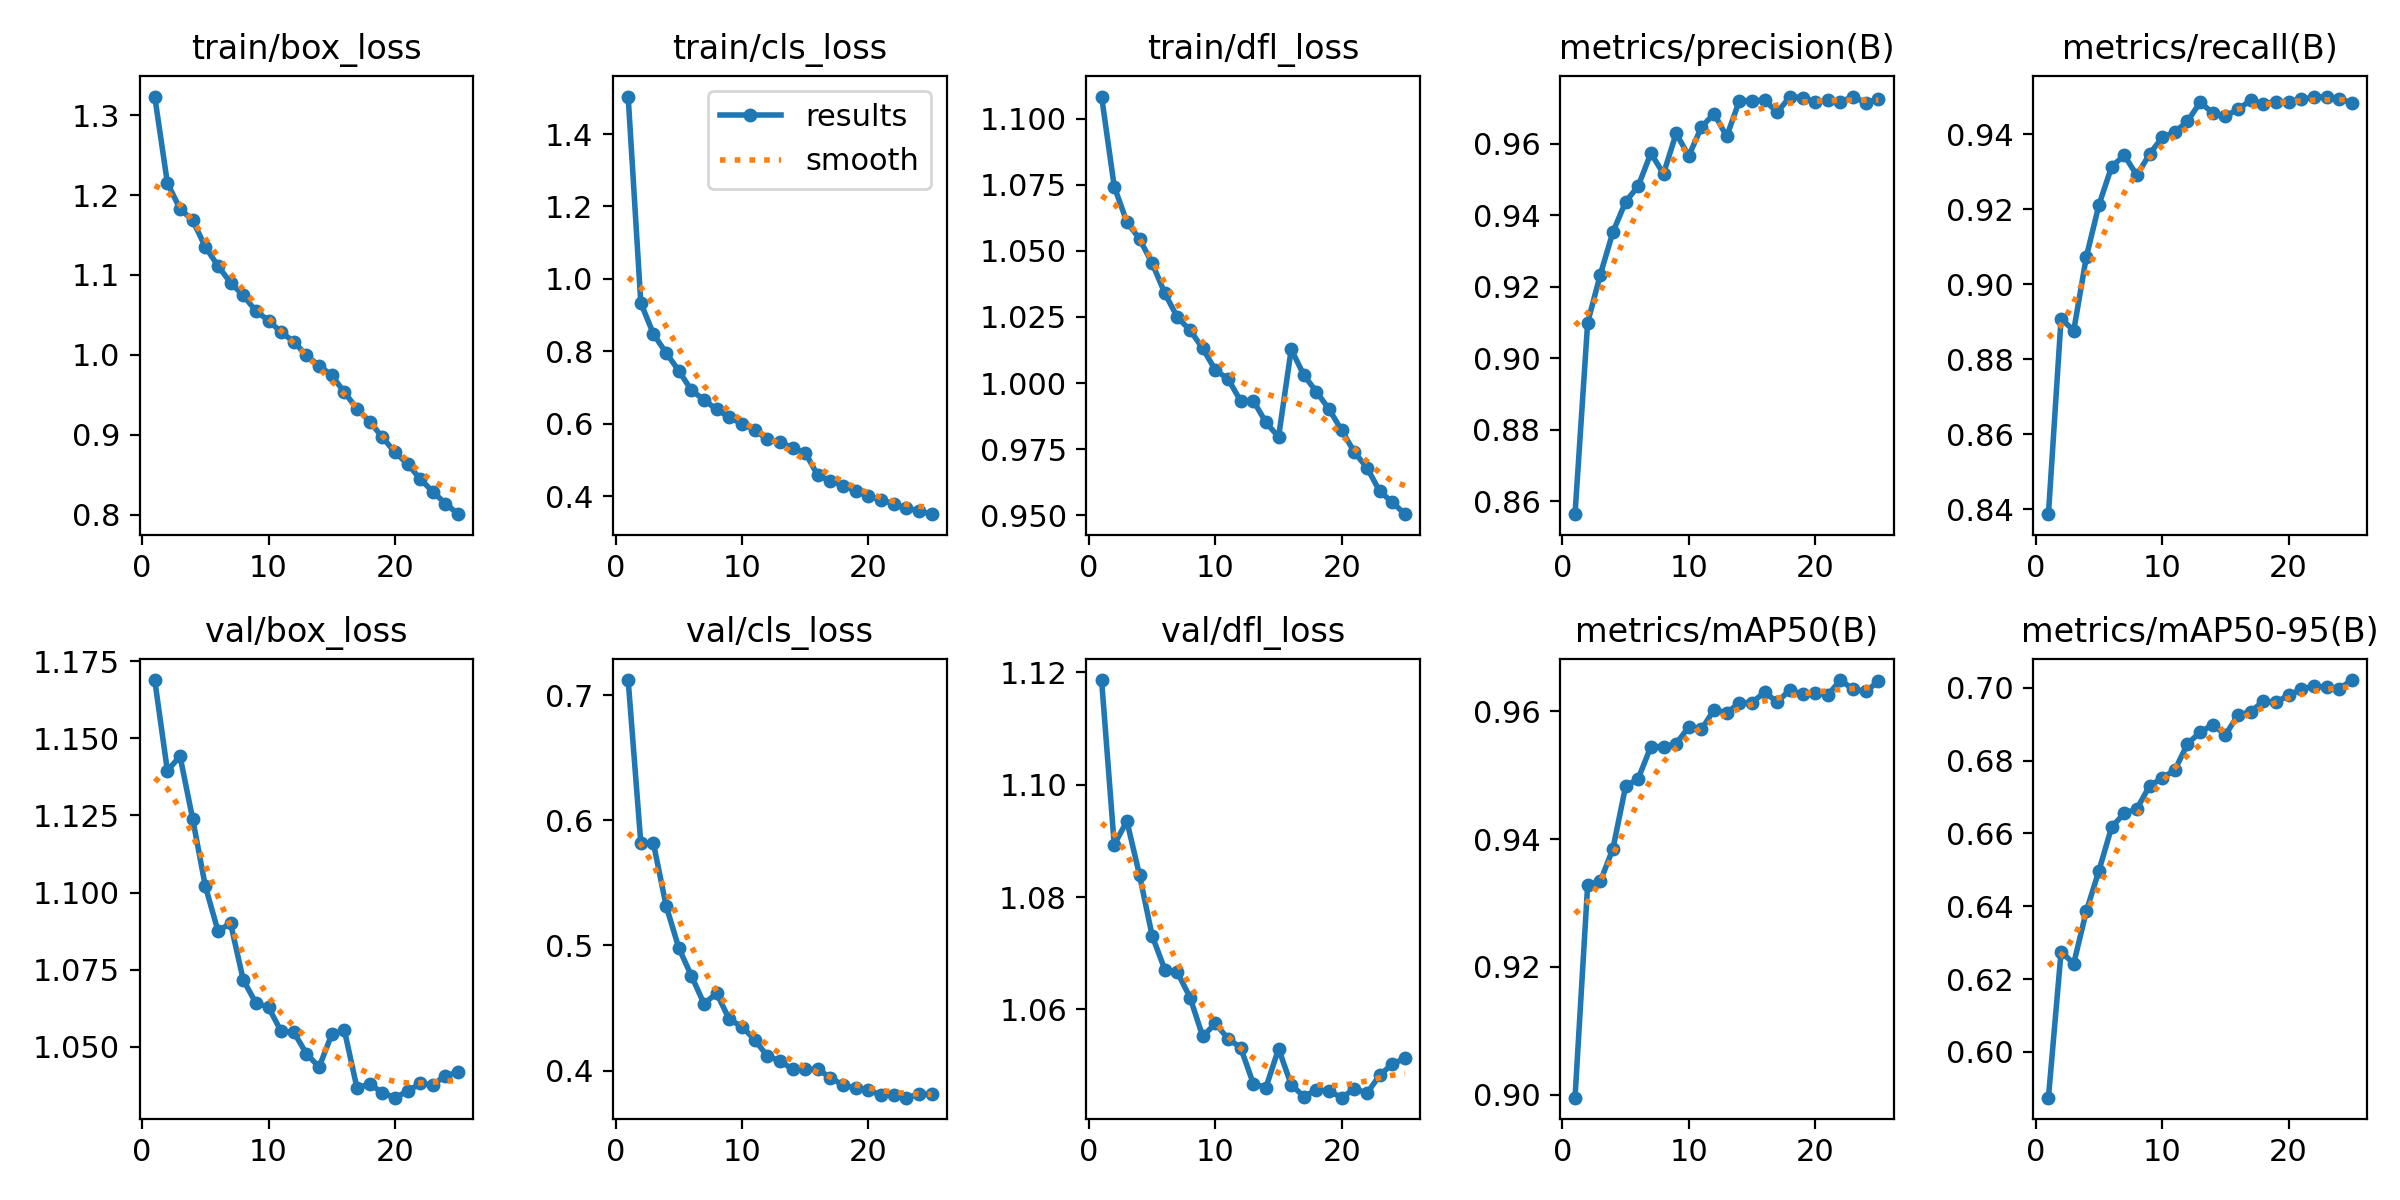 train/box_loss
1.3
1.2
1.1
1.0
0.9
0.8
0 10 20
train/cls_loss
results
smooth
1.4
1.2
1.0
0.8
0.6
0.4
0 10 20
train/dfl_loss
1.100
1.075
1.050
1.025
1.000
0.975
0.950
0 10 20
metrics/precision(B)
0.96
0.94
0.92
0.90
0.88
0.86
0 10 20
metrics/recall(B)
0.94
0.92
0.90
0.88
0.86
0.84
0 10 20
val/box_loss
1.175
1.150
1.125
1.100
1.075
1.050
0 10 20
val/cls_loss
0.7
0.6
0.5
0.4
0 10 20
val/dfl_loss
1.12
1.10
1.08
1.06
0 10 20
metrics/mAP50(B)
0.96
0.94
0.92
0.90
0 10 20
metrics/mAP50-95(B)
0.70
0.68
0.66
0.64
0.62
0.60
0 10 20